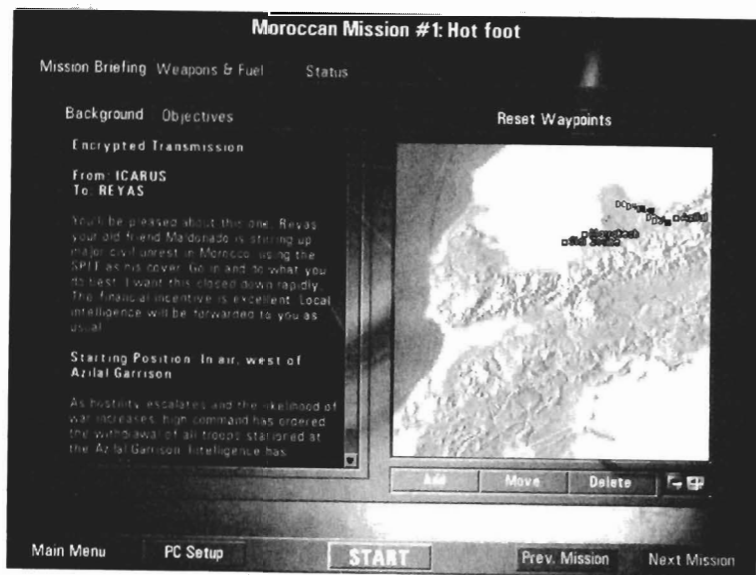 Moroccan Mission #1: Hot foot
Mission Briefing Weapons & Fuel Status
Background Objectives
Encrypted Transmission
From: ICARUS
To: REYAS
You'll be pleased about this one, Reyas
your old friend Maldonado is stirring up
major civil unrest in Morocco, using the
SPLF as his cover. Go in and to what you
do best. I want this closed down rapidly.
The financial incentive is excellent. Local
intelligence will be forwarded to you as
usual.
Starting Position: In air, west of
Azilal Garrison
As hostility escalates and the likelihood of
war increases, high command has ordered
the withdrawal of all troops stationed at
the Azilal Garrison. Intelligence has
Reset Waypoints
Azilal
Marrakech
Add Move Delete
Main Menu PC Setup START Prev. Mission Next Mission